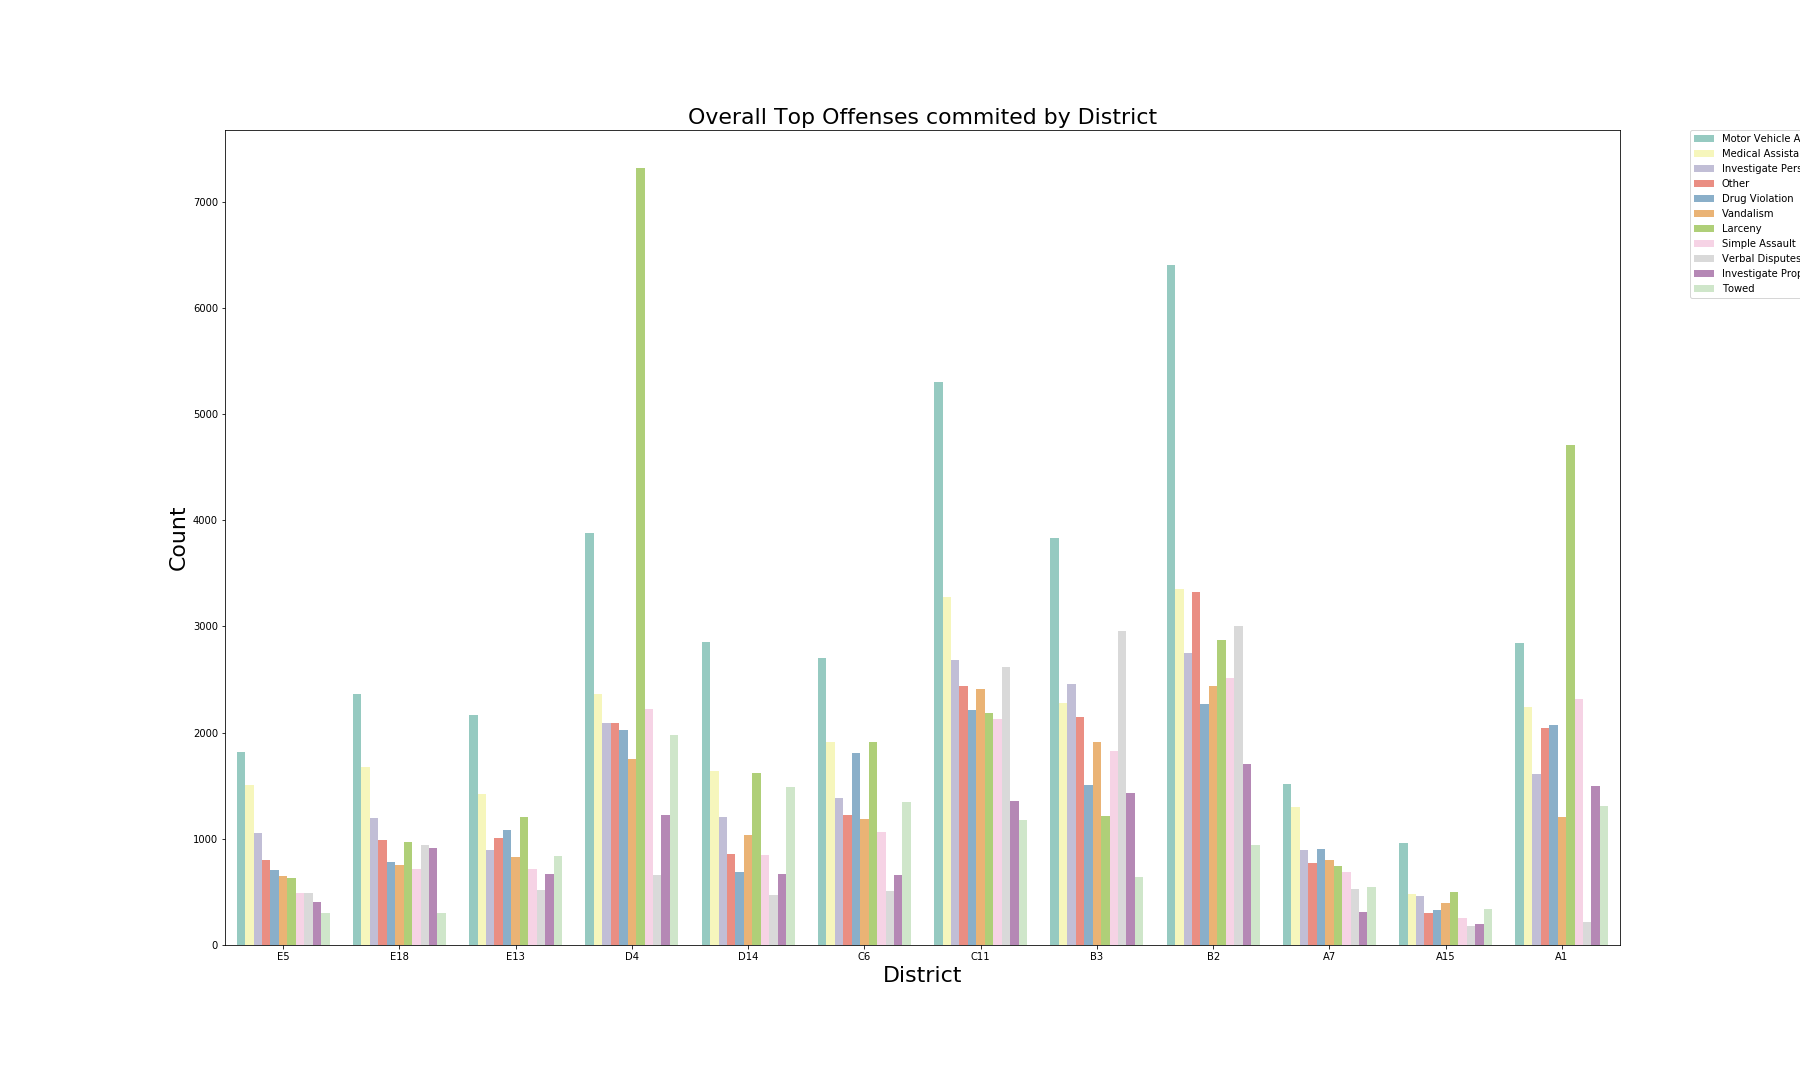 Overall Top Offenses commited by District
Count
7000
6000
5000
4000
3000
2000
1000
0
E5 E18 E13 D4 D14 C6 C11 B3 B2 A7 A15 A1
District
Motor Vehicle A
Medical Assista
Investigate Pers
Other
Drug Violation
Vandalism
Larceny
Simple Assault
Verbal Disputes
Investigate Prop
Towed